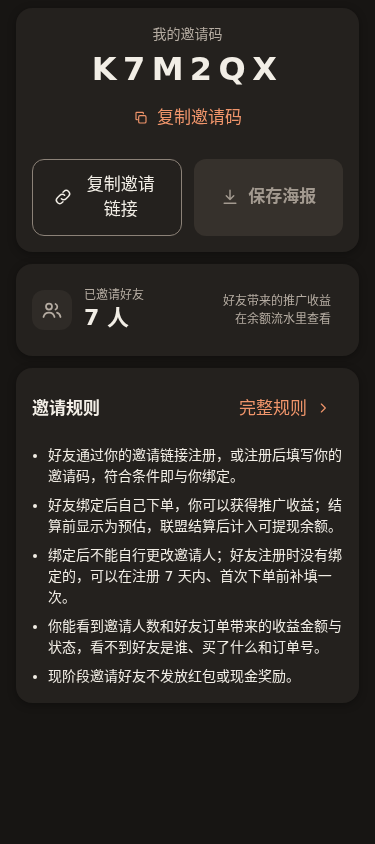 我的邀请码
K7M2QX
复制邀请码
复制邀请
链接
保存海报
已邀请好友
7 人
好友带来的推广收益
在余额流水里查看
邀请规则
完整规则
• 好友通过你的邀请链接注册，或注册后填写你的
邀请码，符合条件即与你绑定。
• 好友绑定后自己下单，你可以获得推广收益；结
算前显示为预估，联盟结算后计入可提现余额。
• 绑定后不能自行更改邀请人；好友注册时没有绑
定的，可以在注册 7 天内、首次下单前补填一
次。
• 你能看到邀请人数和好友订单带来的收益金额与
状态，看不到好友是谁、买了什么和订单号。
• 现阶段邀请好友不发放红包或现金奖励。